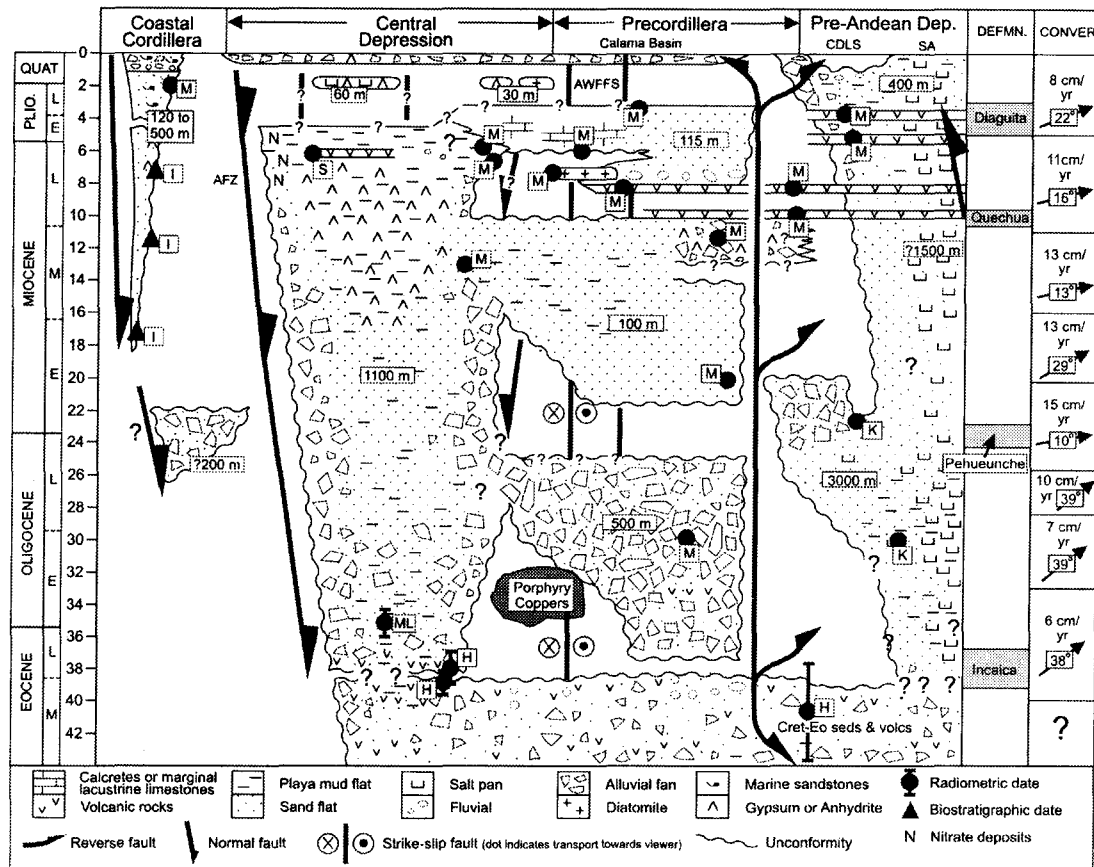 Coastal Cordillera
Central Depression
Precordillera
Calama Basin
Pre-Andean Dep.
CDLS
SA
DEFMN.
CONVER
QUAT
PLIO.
L
E
MIOCENE
L
M
E
OLIGOCENE
L
E
EOCENE
L
M
0
2
4
6
8
10
12
14
16
18
20
22
24
26
28
30
32
34
36
38
40
42
M
120 to
500 m
I
I
I
?
?200 m
AFZ
?
60 m
?
30 m
?
AWFFS
?
?
?
?
?
N
N
N
S
M
M
M
M
M
M
115 m
M
?
M
M
M
M
?
?
?
100 m
M
1100 m
?
?
?
?
500 m
M
Porphyry
Coppers
ML
H
H
?
?
?
?
400 m
M
M
?1500 m
?
K
3000 m
K
?
?
?
? ? ? ?
H
Cret-Eo seds & volcs
Diaguita
Quechua
Pehueunche
Incaica
8 cm/
yr
22°
11cm/
yr
16°
13 cm/
yr
13°
13 cm/
yr
29°
15 cm/
yr
10°
10 cm/
yr 39°
7 cm/
yr
39°
6 cm/
yr
38°
?
Calcretes or marginal
lacustrine limestones
Playa mud flat
Salt pan
Alluvial fan
Marine sandstones
Radiometric date
Volcanic rocks
Sand flat
Fluvial
Diatomite
Gypsum or Anhydrite
Biostratigraphic date
Reverse fault
Normal fault
Strike-slip fault (dot indicates transport towards viewer)
Unconformity
N Nitrate deposits